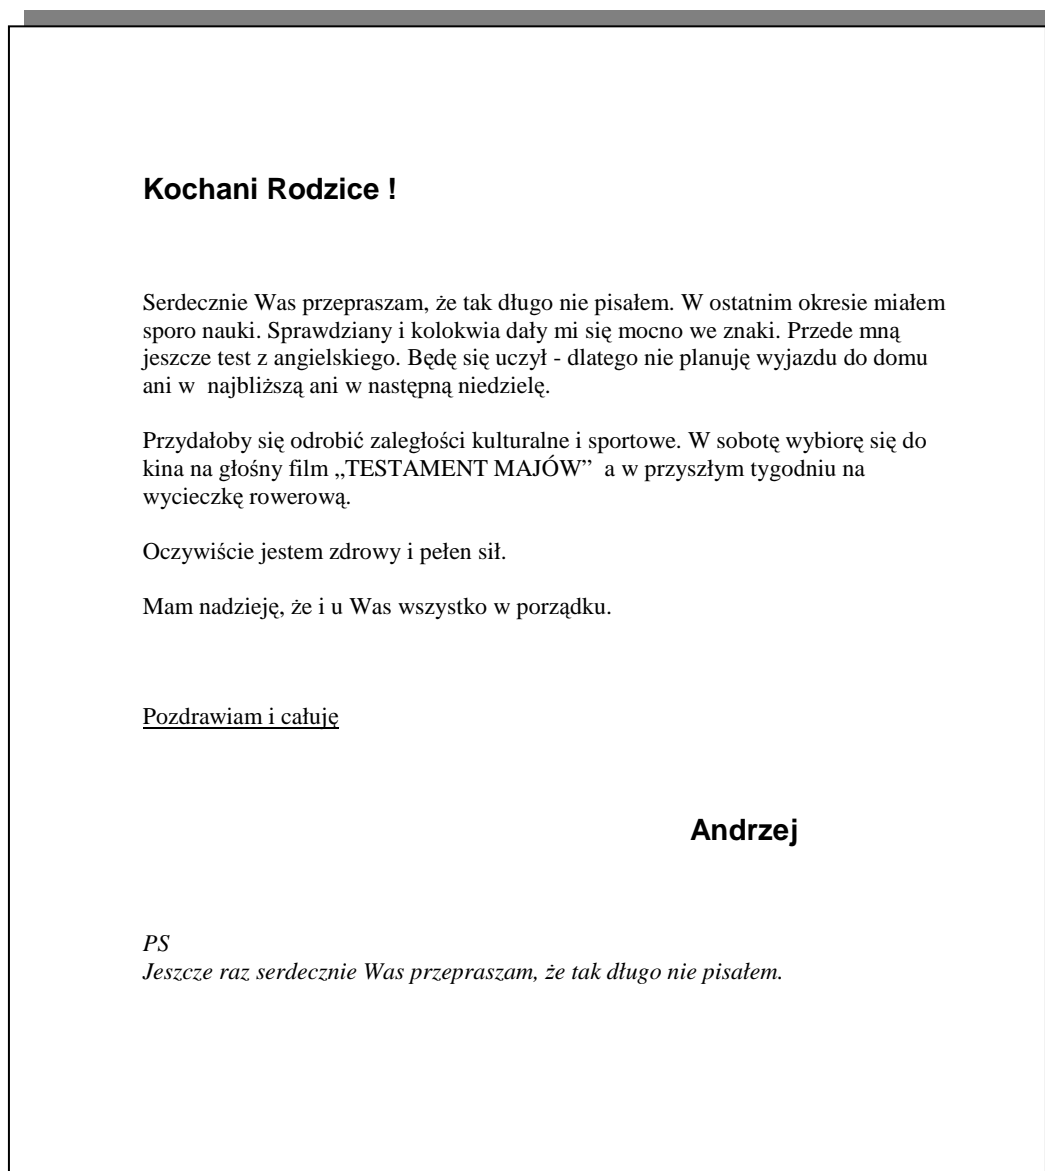 Kochani Rodzice !
Serdecznie Was przepraszam, że tak długo nie pisałem. W ostatnim okresie miałem
sporo nauki. Sprawdziany i kolokwia dały mi się mocno we znaki. Przede mną
jeszcze test z angielskiego. Będę się uczył - dlatego nie planuję wyjazdu do domu
ani w  najbliższą ani w następną niedzielę.
Przydałoby się odrobić zaległości kulturalne i sportowe. W sobotę wybiorę się do
kina na głośny film „TESTAMENT MAJÓW”  a w przyszłym tygodniu na
wycieczkę rowerową.
Oczywiście jestem zdrowy i pełen sił.
Mam nadzieję, że i u Was wszystko w porządku.
Pozdrawiam i całuję
Andrzej
PS
Jeszcze raz serdecznie Was przepraszam, że tak długo nie pisałem.